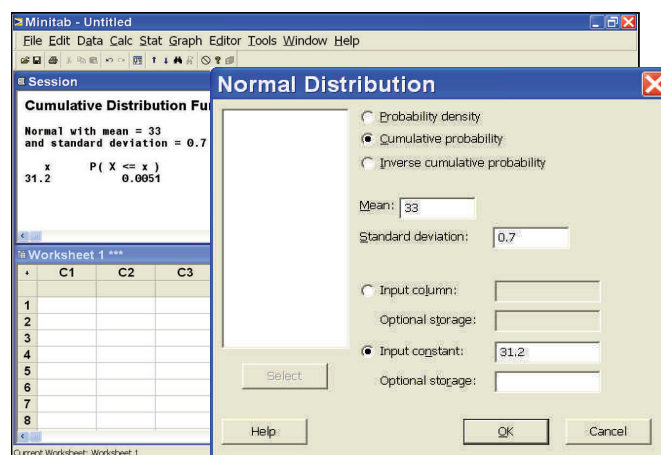 Minitab - Untitled
File Edit Data Calc Stat Graph Editor Tools Window Help
Session
Cumulative Distribution Fu
Normal with mean = 33
and standard deviation = 0.7
x P( X <= x )
31.2 0.0051
Worksheet 1 ***
C1 C2 C3
1
2
3
4
5
6
7
8
Current Worksheet: Worksheet 1
Normal Distribution
Probability density
Cumulative probability
Inverse cumulative probability
Mean: 33
Standard deviation: 0.7
Input column:
Optional storage:
Input constant: 31.2
Optional storage:
Select
Help OK Cancel